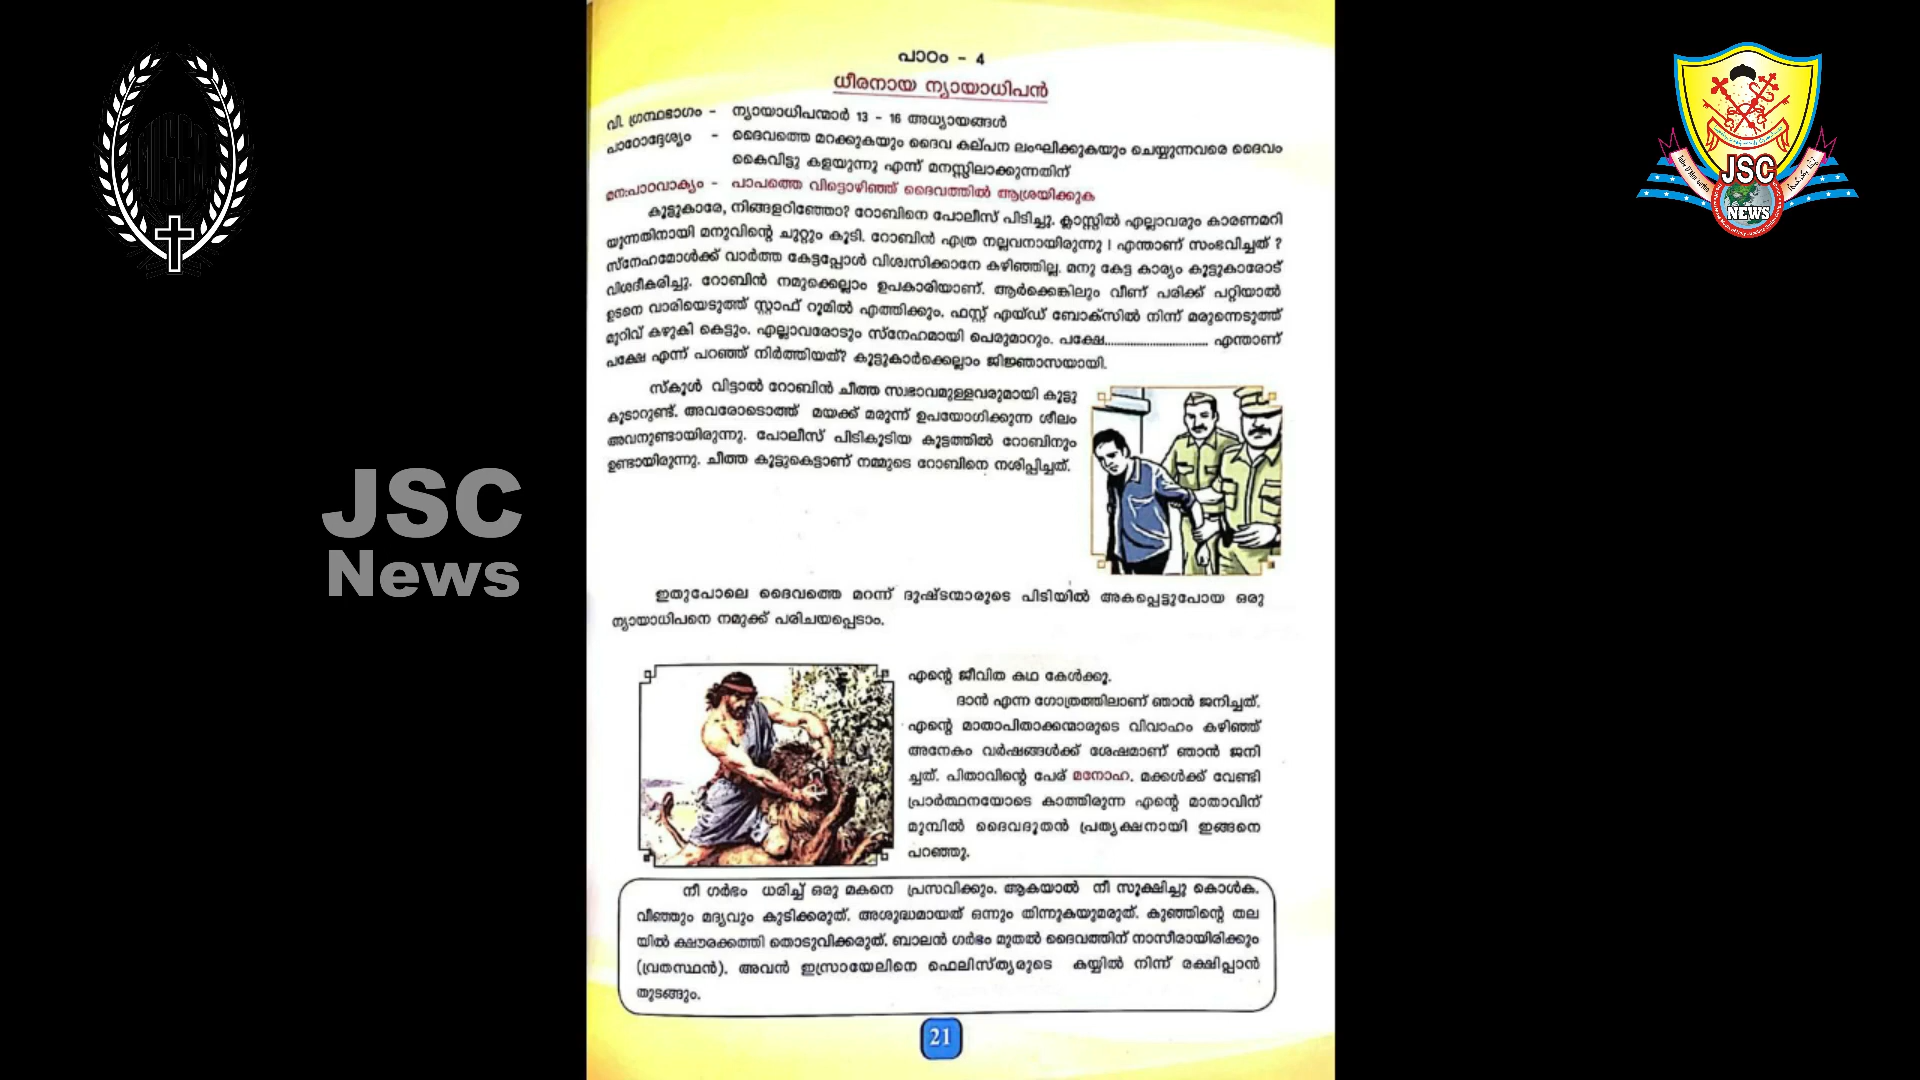 പാഠം - 4
ധീരനായ ന്യായാധിപൻ
വി. ഗ്രന്ഥഭാഗം - ന്യായാധിപന്മാർ 13 - 16 അധ്യായങ്ങൾ
പാഠോദ്ദേശ്യം - ദൈവത്തെ മറക്കുകയും ദൈവ കല്പന ലംഘിക്കുകയും ചെയ്യുന്നവരെ ദൈവം
കൈവിട്ടു കളയുന്നു എന്ന് മനസ്സിലാക്കുന്നതിന്
മനഃപാഠവാക്യം - പാപത്തെ വിട്ടൊഴിഞ്ഞ് ദൈവത്തിൽ ആശ്രയിക്കുക
കൂട്ടുകാരേ, നിങ്ങളറിഞ്ഞോ? റോബിനെ പോലീസ് പിടിച്ചു. ക്ലാസ്സിൽ എല്ലാവരും കാരണമറി
യുന്നതിനായി മനുവിന്റെ ചുറ്റും കൂടി. റോബിൻ എത്ര നല്ലവനായിരുന്നു ! എന്താണ് സംഭവിച്ചത് ?
സ്നേഹമോൾക്ക് വാർത്ത കേട്ടപ്പോൾ വിശ്വസിക്കാനേ കഴിഞ്ഞില്ല. മനു കേട്ട കാര്യം കൂട്ടുകാരോട്
വിശദീകരിച്ചു. റോബിൻ നമുക്കെല്ലാം ഉപകാരിയാണ്. ആർക്കെങ്കിലും വീണ് പരിക്ക് പറ്റിയാൽ
ഉടനെ വാരിയെടുത്ത് സ്റ്റാഫ് റൂമിൽ എത്തിക്കും. ഫസ്റ്റ് എയ്ഡ് ബോക്സിൽ നിന്ന് മരുന്നെടുത്ത്
മുറിവ് കഴുകി കെട്ടും. എല്ലാവരോടും സ്നേഹമായി പെരുമാറും. പക്ഷേ.............................. എന്താണ്
പക്ഷേ എന്ന് പറഞ്ഞ് നിർത്തിയത്? കൂട്ടുകാർക്കെല്ലാം ജിജ്ഞാസയായി.
സ്കൂൾ വിട്ടാൽ റോബിൻ ചീത്ത സ്വഭാവമുള്ളവരുമായി കൂട്ടു
കൂടാറുണ്ട്. അവരോടൊത്ത് മയക്ക് മരുന്ന് ഉപയോഗിക്കുന്ന ശീലം
അവനുണ്ടായിരുന്നു. പോലീസ് പിടികൂടിയ കൂട്ടത്തിൽ റോബിനും
ഉണ്ടായിരുന്നു. ചീത്ത കൂട്ടുകെട്ടാണ് നമ്മുടെ റോബിനെ നശിപ്പിച്ചത്.
ഇതുപോലെ ദൈവത്തെ മറന്ന് ദുഷ്ടന്മാരുടെ പിടിയിൽ അകപ്പെട്ടുപോയ ഒരു
ന്യായാധിപനെ നമുക്ക് പരിചയപ്പെടാം.
എന്റെ ജീവിത കഥ കേൾക്കൂ.
ദാൻ എന്ന ഗോത്രത്തിലാണ് ഞാൻ ജനിച്ചത്.
എന്റെ മാതാപിതാക്കന്മാരുടെ വിവാഹം കഴിഞ്ഞ്
അനേകം വർഷങ്ങൾക്ക് ശേഷമാണ് ഞാൻ ജനി
ച്ചത്. പിതാവിന്റെ പേര് മനോഹ. മക്കൾക്ക് വേണ്ടി
പ്രാർത്ഥനയോടെ കാത്തിരുന്ന എന്റെ മാതാവിന്
മുമ്പിൽ ദൈവദൂതൻ പ്രത്യക്ഷനായി ഇങ്ങനെ
പറഞ്ഞു.
നീ ഗർഭം ധരിച്ച് ഒരു മകനെ പ്രസവിക്കും. ആകയാൽ നീ സൂക്ഷിച്ചു കൊൾക.
വീഞ്ഞും മദ്യവും കുടിക്കരുത്. അശുദ്ധമായത് ഒന്നും തിന്നുകയുമരുത്. കുഞ്ഞിന്റെ തല
യിൽ ക്ഷൗരക്കത്തി തൊടുവിക്കരുത്. ബാലൻ ഗർഭം മുതൽ ദൈവത്തിന് നാസീരായിരിക്കും
(വ്രതസ്ഥൻ). അവൻ ഇസ്രായേലിനെ ഫെലിസ്ത്യരുടെ കയ്യിൽ നിന്ന് രക്ഷിപ്പാൻ
തുടങ്ങും.
21
JSC
News
JSC
NEWS